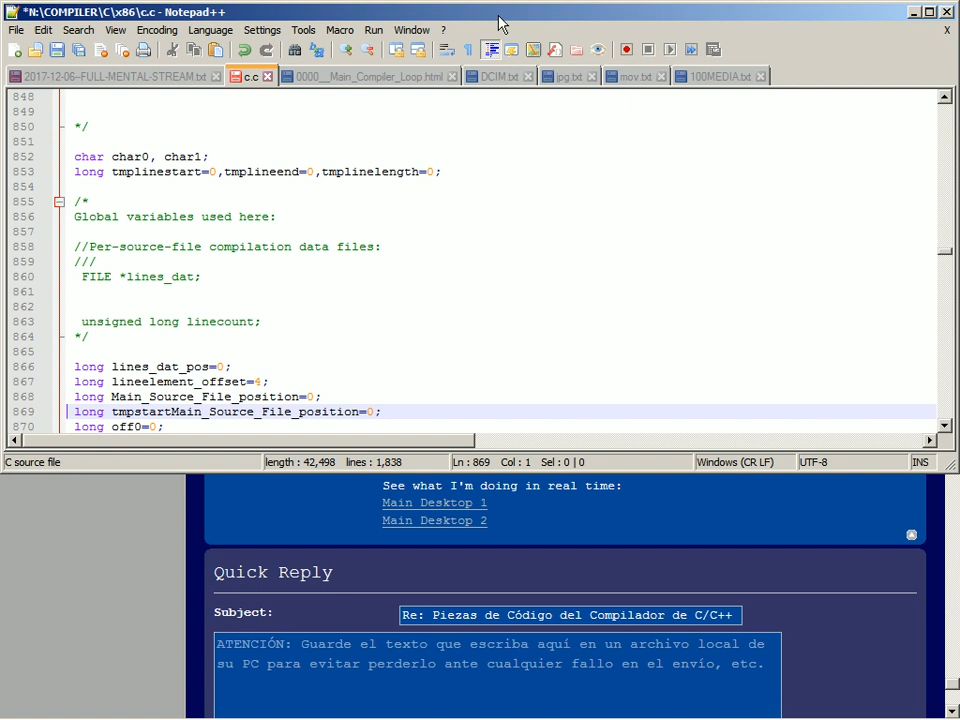 *N:\COMPILER\C\x86\c.c - Notepad++
File Edit Search View Encoding Language Settings Tools Macro Run Window ? X
2017-12-06--FULL-MENTAL-STREAM.txt c.c 0000__Main_Compiler_Loop.html DCIM.txt jpg.txt mov.txt 100MEDIA.txt
848
849
850 */
851
852 char char0, char1;
853 long tmplinestart=0,tmplineend=0,tmplinelength=0;
854
855 /*
856 Global variables used here:
857
858 //Per-source-file compilation data files:
859 ///
860 FILE *lines_dat;
861
862
863 unsigned long linecount;
864 */
865
866 long lines_dat_pos=0;
867 long lineelement_offset=4;
868 long Main_Source_File_position=0;
869 long tmpstartMain_Source_File_position=0;
870 long off0=0;
C source file length : 42,498 lines : 1,838 Ln : 869 Col : 1 Sel : 0 | 0 Windows (CR LF) UTF-8 INS
See what I'm doing in real time:
Main Desktop 1
Main Desktop 2
Quick Reply
Subject: Re: Piezas de Código del Compilador de C/C++
ATENCIÓN: Guarde el texto que escriba aquí en un archivo local de
su PC para evitar perderlo ante cualquier fallo en el envío, etc.